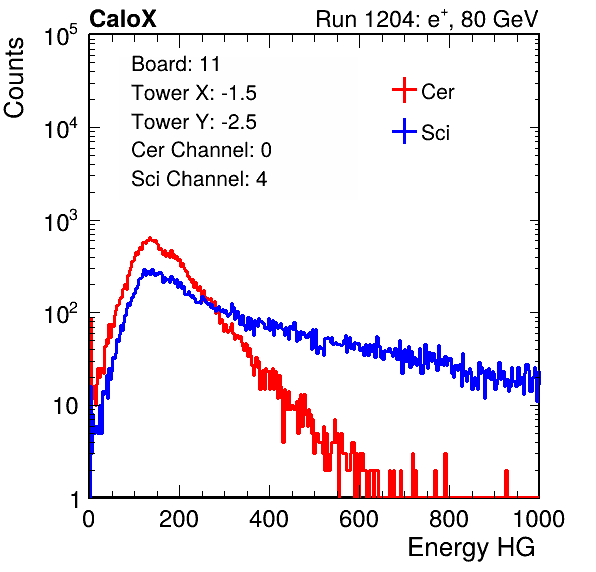 CaloX Run 1204: e⁺, 80 GeV
Counts
10⁵
10⁴
10³
10²
10
1
Board: 11
Tower X: -1.5
Tower Y: -2.5
Cer Channel: 0
Sci Channel: 4
Cer
Sci
0 200 400 600 800 1000
Energy HG